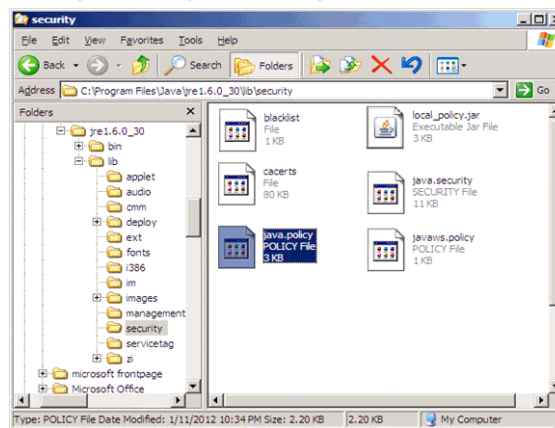 security
File Edit View Favorites Tools Help
Back Search Folders
Address C:\Program Files\Java\jre1.6.0_30\lib\security Go
Folders
jre1.6.0_30
bin
lib
applet
audio
cmm
deploy
ext
fonts
i386
im
images
management
security
servicetag
zi
microsoft frontpage
Microsoft Office
blacklist
File
1 KB
local_policy.jar
Executable Jar File
3 KB
cacerts
File
80 KB
java.security
SECURITY File
11 KB
java.policy
POLICY File
3 KB
javaws.policy
POLICY File
1 KB
Type: POLICY File Date Modified: 1/11/2012 10:34 PM Size: 2.20 KB 2.20 KB My Computer